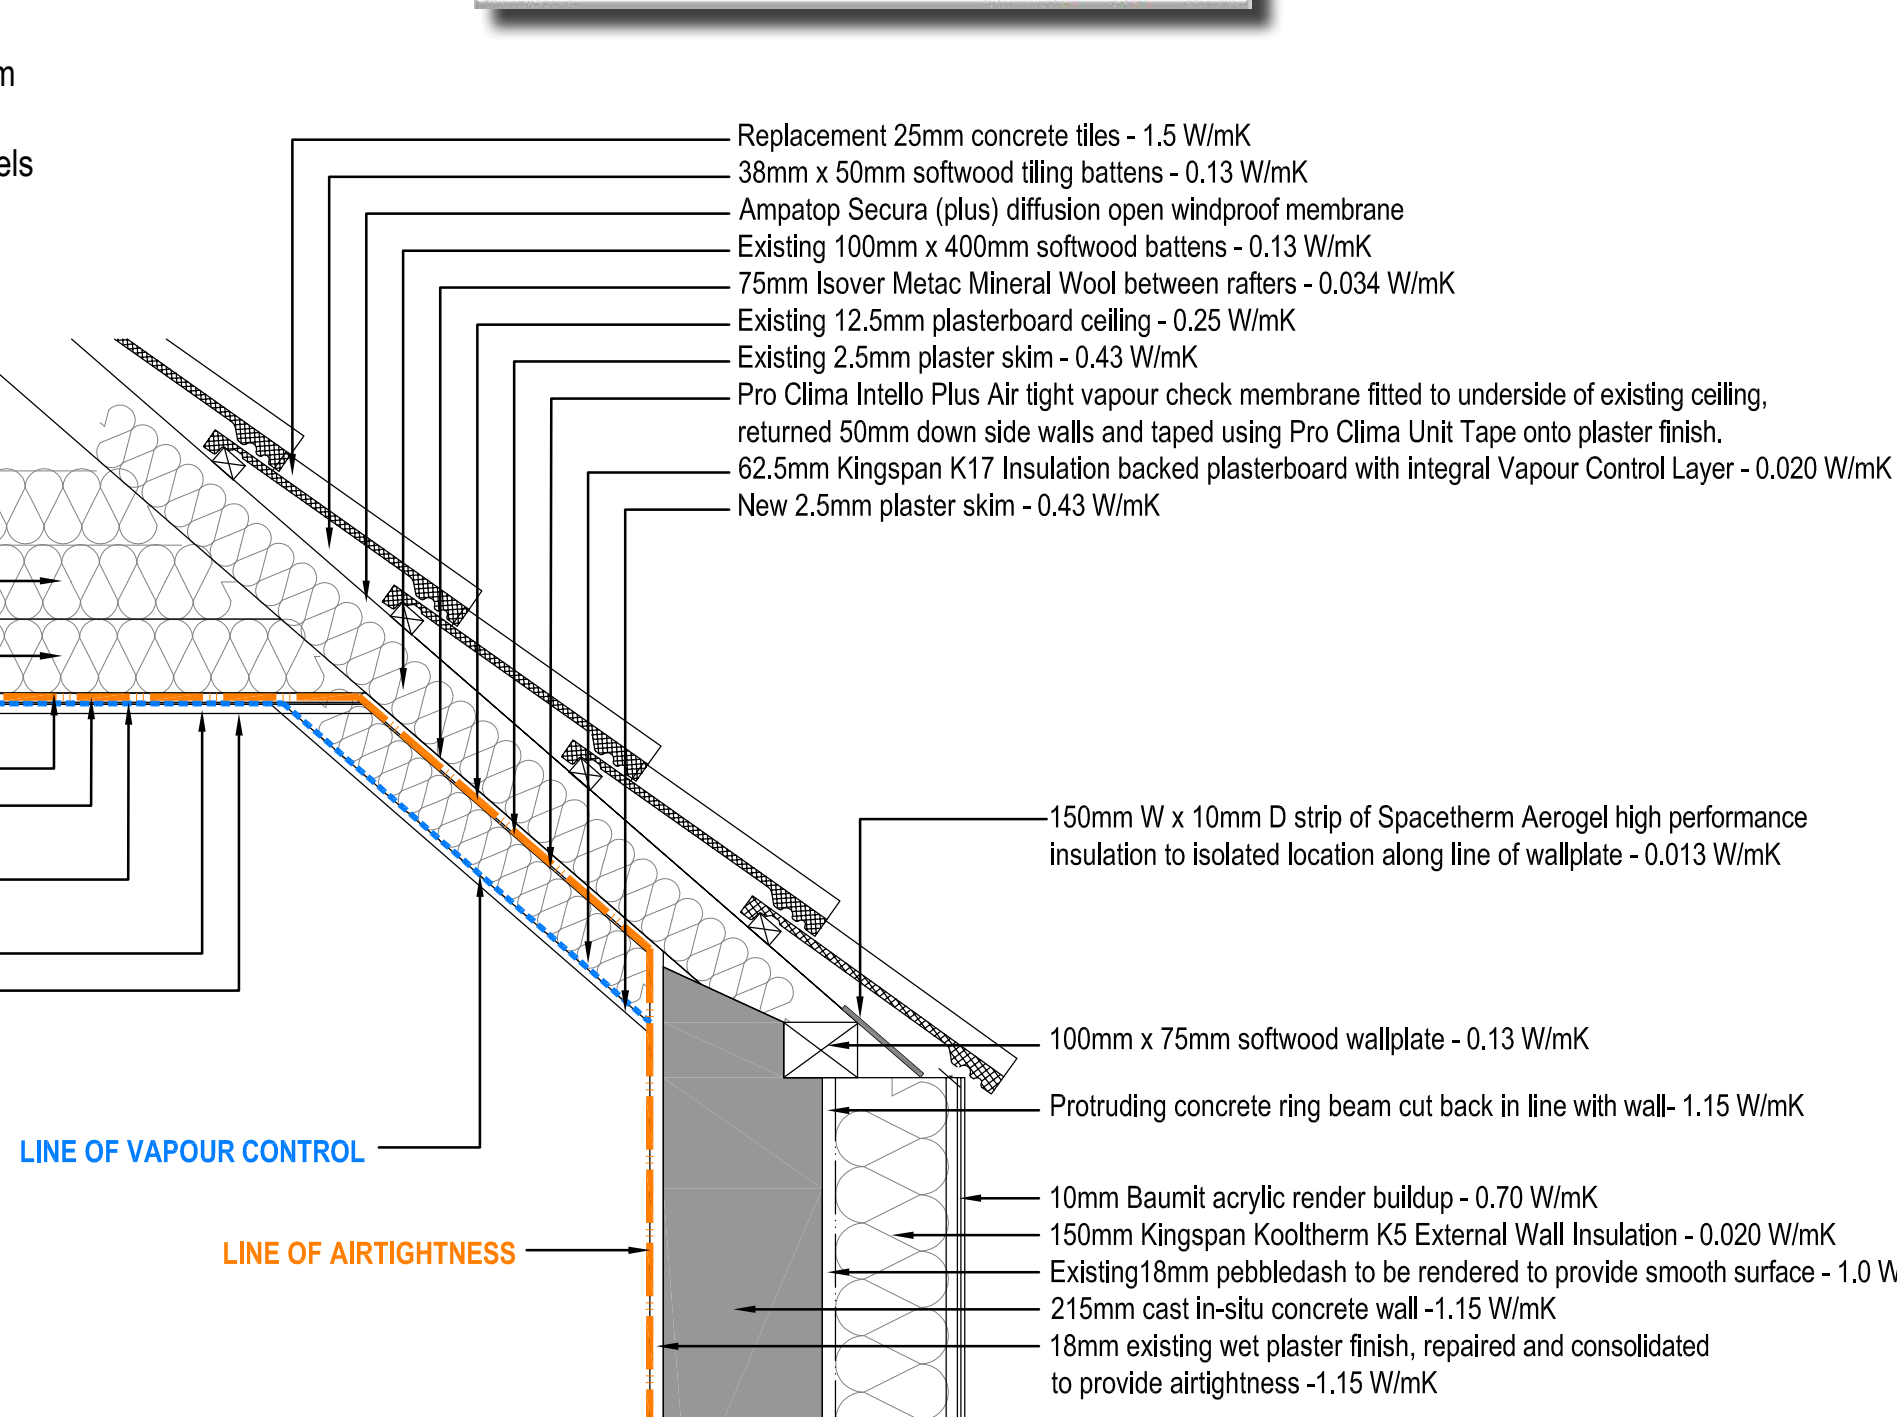 m
els
Replacement 25mm concrete tiles - 1.5 W/mK
38mm x 50mm softwood tiling battens - 0.13 W/mK
Ampatop Secura (plus) diffusion open windproof membrane
Existing 100mm x 400mm softwood battens - 0.13 W/mK
75mm Isover Metac Mineral Wool between rafters - 0.034 W/mK
Existing 12.5mm plasterboard ceiling - 0.25 W/mK
Existing 2.5mm plaster skim - 0.43 W/mK
Pro Clima Intello Plus Air tight vapour check membrane fitted to underside of existing ceiling,
returned 50mm down side walls and taped using Pro Clima Unit Tape onto plaster finish.
62.5mm Kingspan K17 Insulation backed plasterboard with integral Vapour Control Layer - 0.020 W/mK
New 2.5mm plaster skim - 0.43 W/mK
150mm W x 10mm D strip of Spacetherm Aerogel high performance
insulation to isolated location along line of wallplate - 0.013 W/mK
100mm x 75mm softwood wallplate - 0.13 W/mK
Protruding concrete ring beam cut back in line with wall- 1.15 W/mK
LINE OF VAPOUR CONTROL
LINE OF AIRTIGHTNESS
10mm Baumit acrylic render buildup - 0.70 W/mK
150mm Kingspan Kooltherm K5 External Wall Insulation - 0.020 W/mK
Existing18mm pebbledash to be rendered to provide smooth surface - 1.0 W
215mm cast in-situ concrete wall -1.15 W/mK
18mm existing wet plaster finish, repaired and consolidated
to provide airtightness -1.15 W/mK